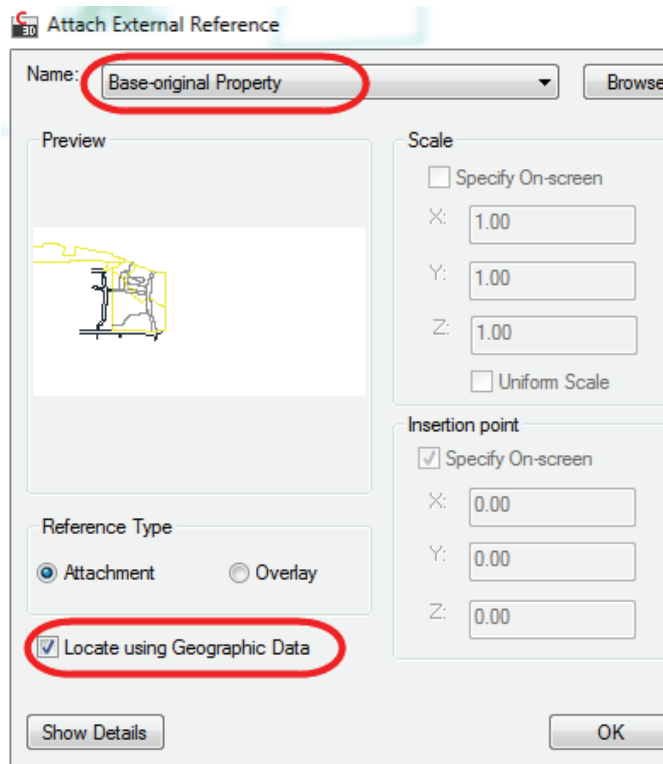 C
3D
Attach External Reference
Name:
Base-original Property
Browse
Preview
Scale
Specify On-screen
X:
1.00
Y:
1.00
Z:
1.00
Uniform Scale
Insertion point
Specify On-screen
X:
0.00
Y:
0.00
Z:
0.00
Reference Type
Attachment
Overlay
Locate using Geographic Data
Show Details
OK